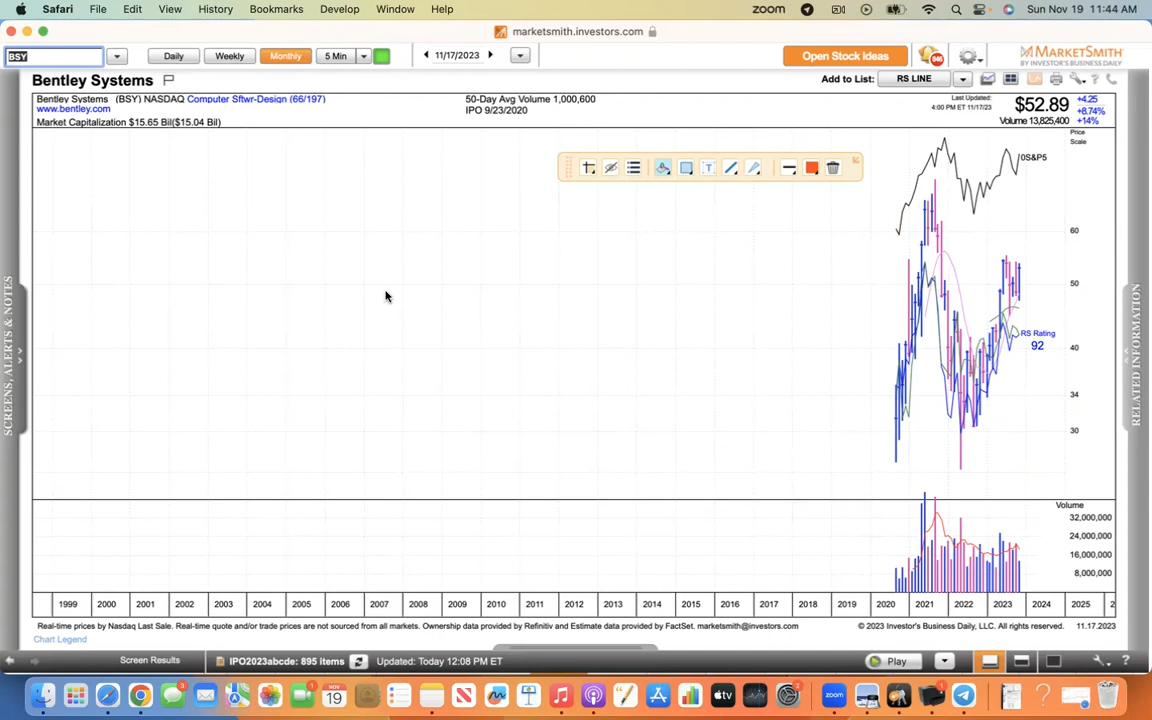 Safari File Edit View History Bookmarks Develop Window Help zoom Sun Nov 19 11:44 AM
marketsmith.investors.com
BSY Daily Weekly Monthly 5 Min 11/17/2023 Open Stock Ideas 846 MARKETSMITH
BY INVESTOR'S BUSINESS DAILY
Bentley Systems Add to List: RS LINE
Bentley Systems (BSY) NASDAQ Computer Sftwr-Design (66/197) 50-Day Avg Volume 1,000,600 Last Updated: $52.89 +4.25
www.bentley.com IPO 9/23/2020 4:00 PM ET 11/17/23 +8.74%
Market Capitalization $15.65 Bil($15.04 Bil) Volume 13,825,400 +14%
Price
Scale
T
0S&P5
60
50
RS Rating
92
40
34
30
Volume
32,000,000
24,000,000
16,000,000
8,000,000
1999 2000 2001 2002 2003 2004 2005 2006 2007 2008 2009 2010 2011 2012 2013 2014 2015 2016 2017 2018 2019 2020 2021 2022 2023 2024 2025 2
Real-time prices by Nasdaq Last Sale. Real-time quote and/or trade prices are not sourced from all markets. Ownership data provided by Refinitiv and Estimate data provided by FactSet. marketsmith@investors.com © 2023 Investor's Business Daily, LLC. All rights reserved. 11.17.2023
Chart Legend
Screen Results IPO2023abcde: 895 items Updated: Today 12:08 PM ET Play
SCREENS, ALERTS & NOTES
RELATED INFORMATION
NOV
19
tv
zoom